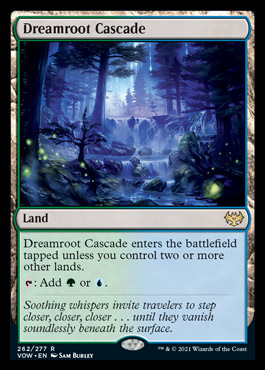 Dreamroot Cascade
Land
Dreamroot Cascade enters the battlefield
tapped unless you control two or more
other lands.
: Add or .
Soothing whispers invite travelers to step
closer, closer, closer . . . until they vanish
soundlessly beneath the surface.
262/277 R
VOW • EN SAM BURLEY
™ & © 2021 Wizards of the Coast